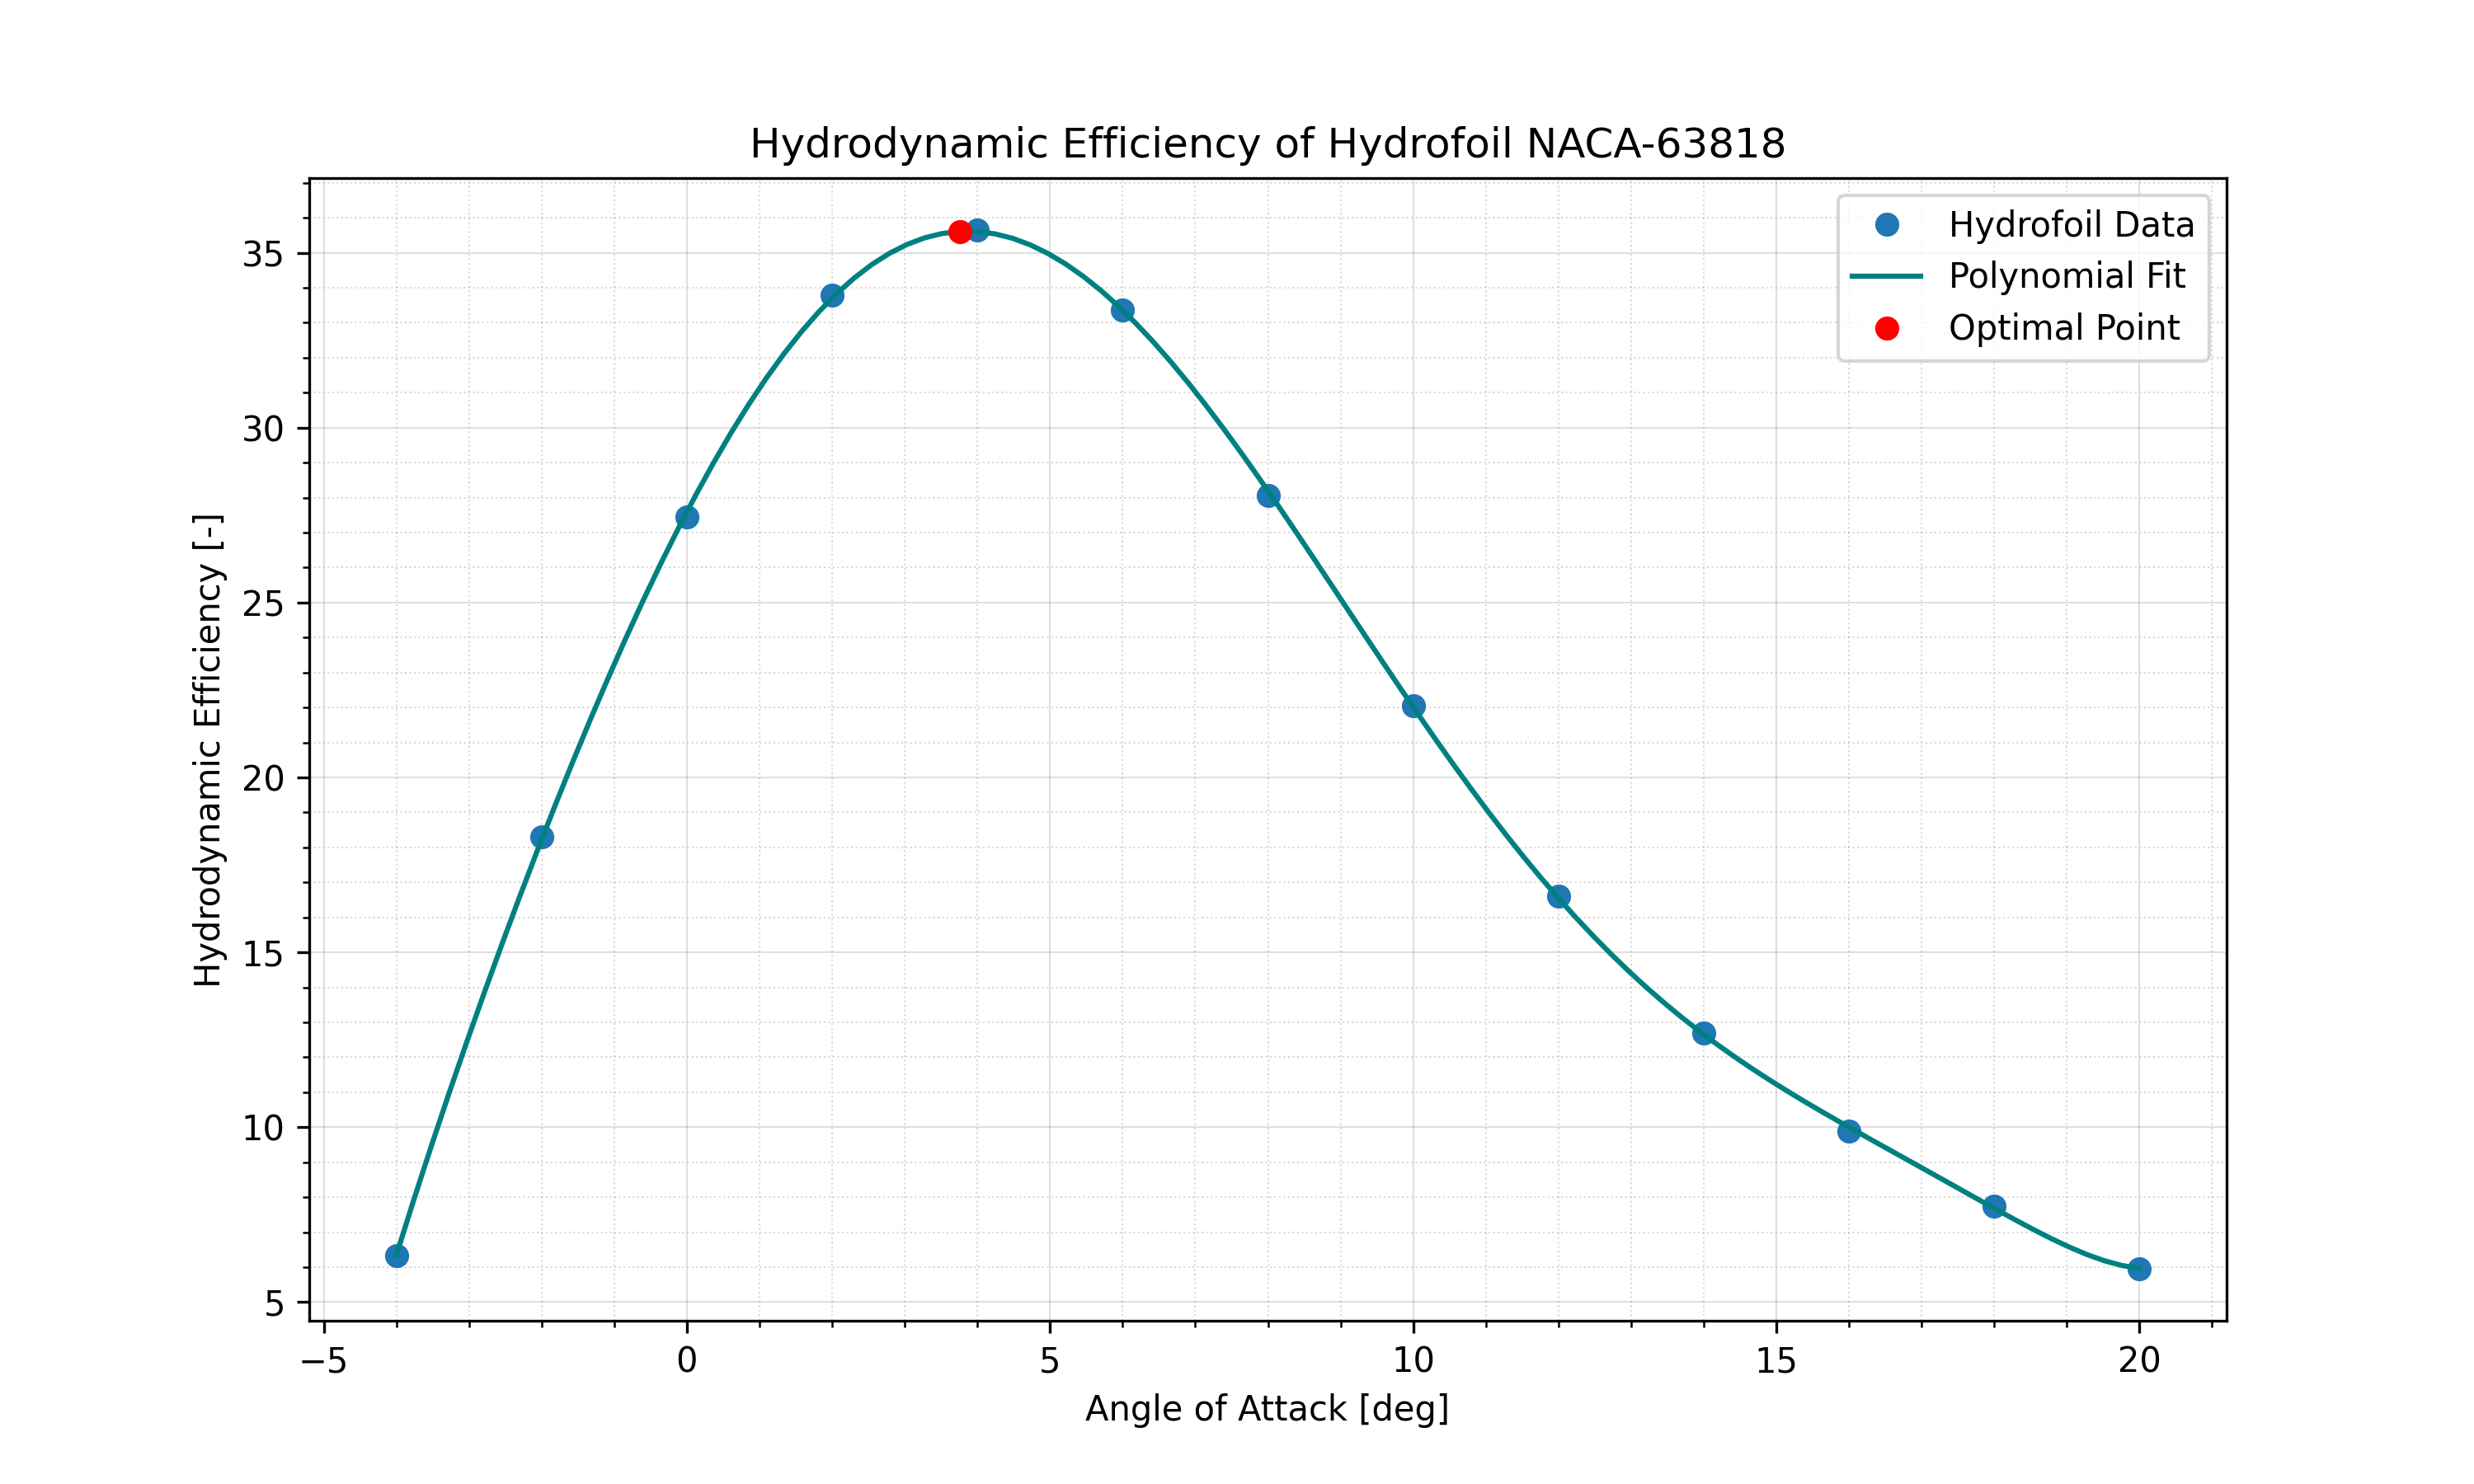 Hydrodynamic Efficiency of Hydrofoil NACA-63818
Hydrofoil Data
Polynomial Fit
Optimal Point
Hydrodynamic Efficiency [-]
35
30
25
20
15
10
5
−5 0 5 10 15 20
Angle of Attack [deg]